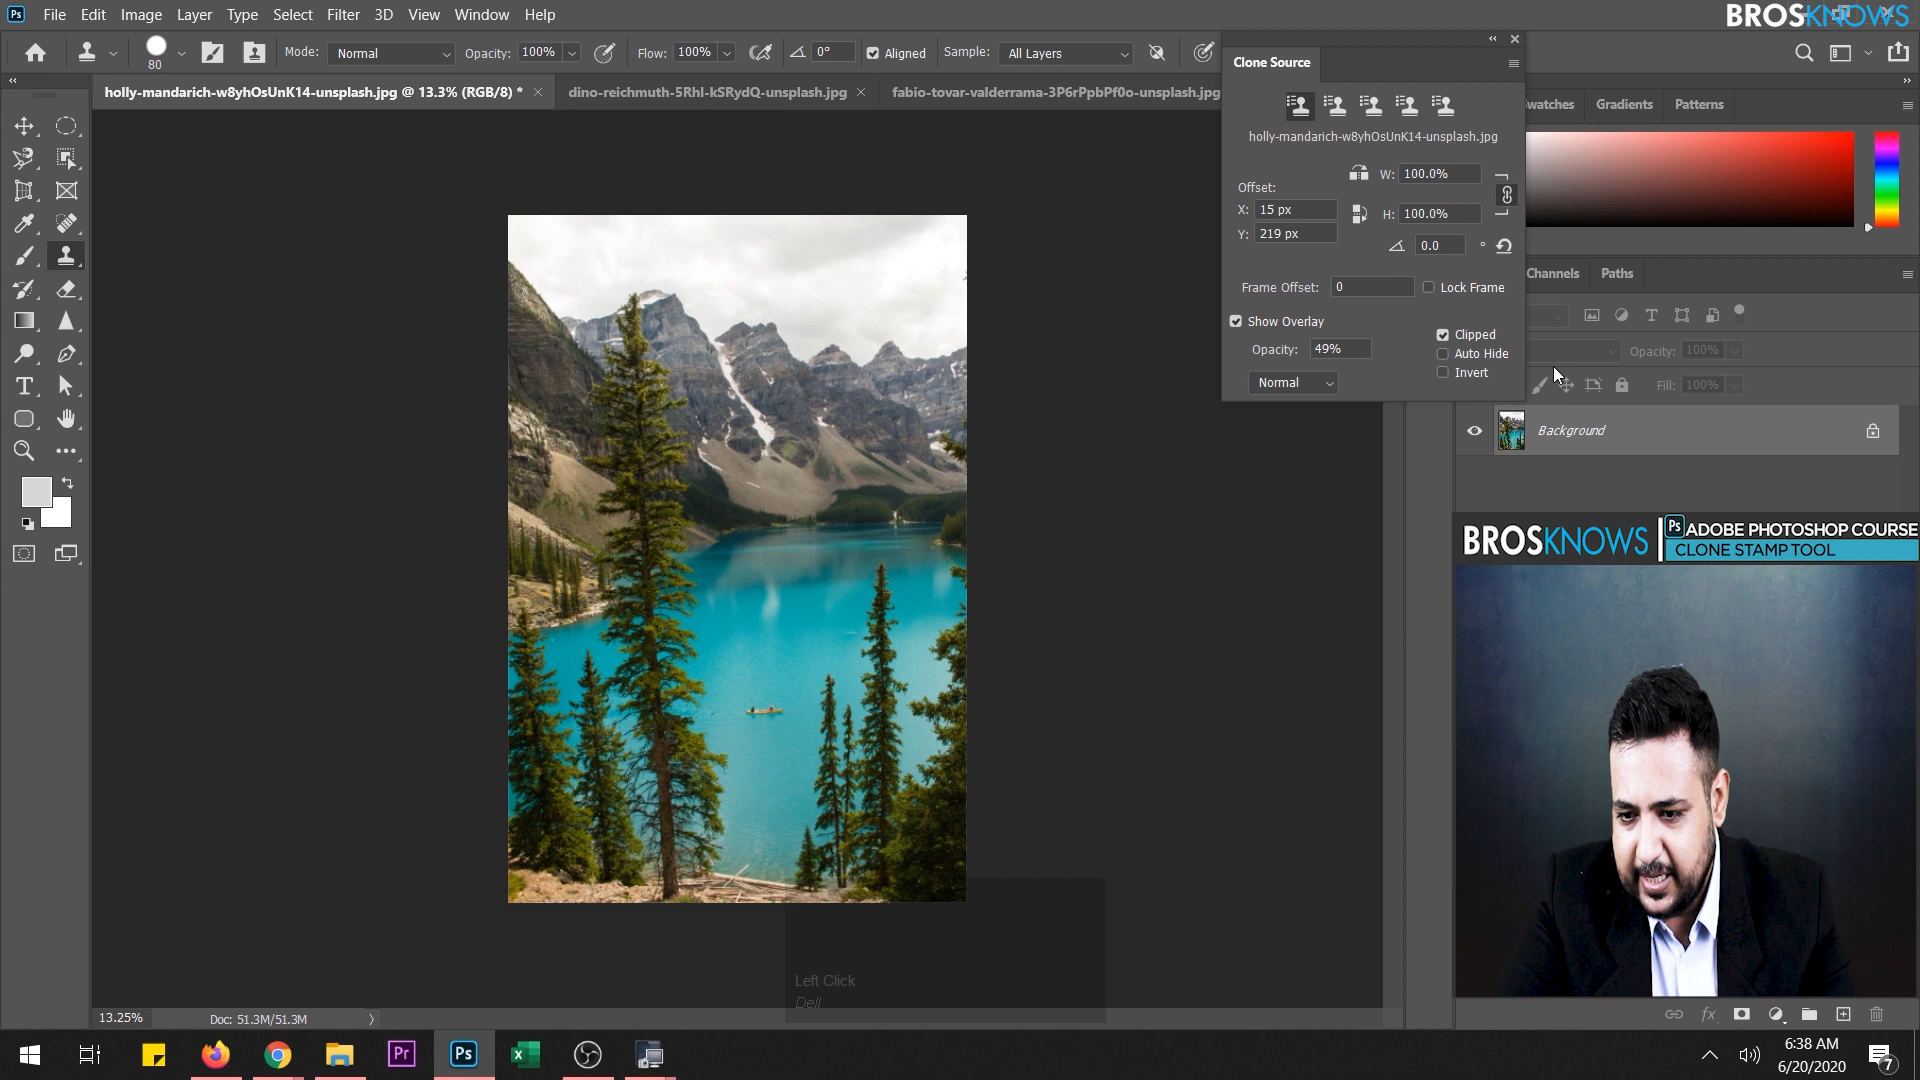 File Edit Image Layer Type Select Filter 3D View Window Help
BROSKNOWS
80
Mode: Normal Opacity: 100% Flow: 100% 0° Aligned Sample: All Layers
holly-mandarich-w8yhOsUnK14-unsplash.jpg @ 13.3% (RGB/8) *
dino-reichmuth-5Rhl-kSRydQ-unsplash.jpg
fabio-tovar-valderrama-3P6rPpbPf0o-unsplash.jpg
Clone Source
holly-mandarich-w8yhOsUnK14-unsplash.jpg
Offset:
X: 15 px
Y: 219 px
W: 100.0%
H: 100.0%
0.0 °
Frame Offset: 0 Lock Frame
Show Overlay
Opacity: 49%
Normal
Clipped
Auto Hide
Invert
Gradients Patterns
Channels Paths
Opacity: 100%
Fill: 100%
Background
BROSKNOWS
Ps ADOBE PHOTOSHOP COURSE
CLONE STAMP TOOL
Left Click
Dell
13.25% Doc: 51.3M/51.3M
Pr Ps
6:38 AM
6/20/2020
7